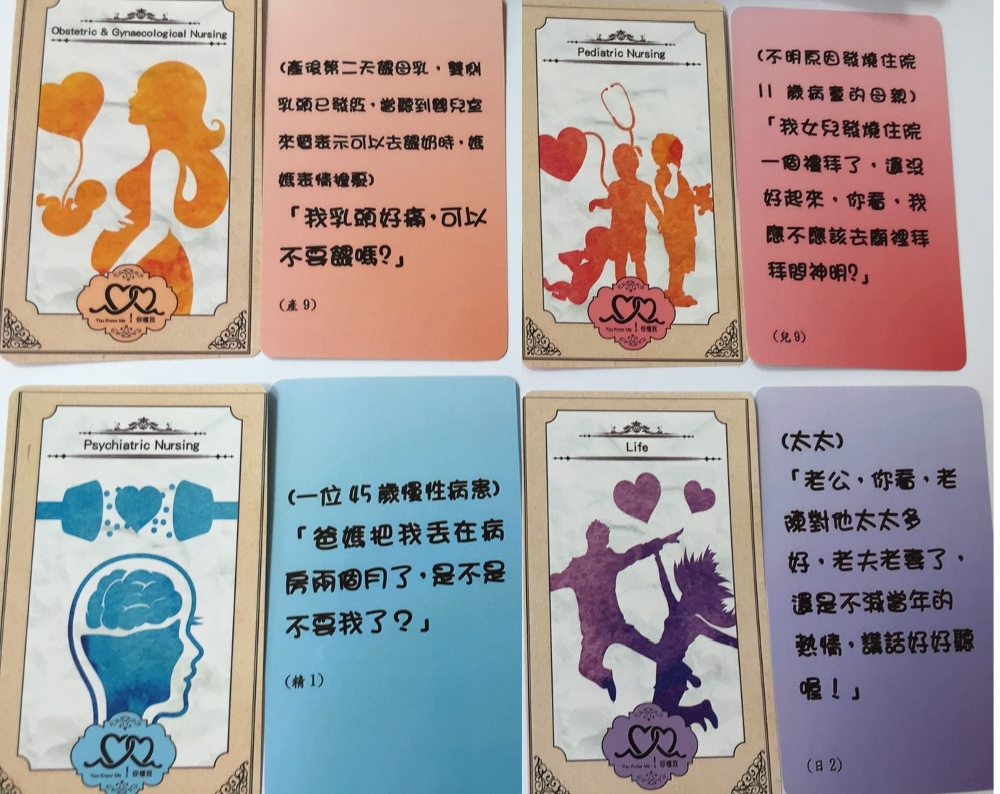 Obstetric & Gynaecological Nursing
You Know Me ! 你懂我
(產後第二天餵母乳，雙側
乳頭已發紅，當聽到嬰兒室
來電表示可以去餵奶時，媽
媽表情擔憂)
「我乳頭好痛，可以
不要餵嗎?」
(產9)
Pediatric Nursing
You Know Me ! 你懂我
(不明原因發燒住院
11 歲病童的母親)
「我女兒發燒住院
一個禮拜了，還沒
好起來，你看，我
應不應該去廟裡拜
拜問神明?」
(兒9)
Psychiatric Nursing
You Know Me ! 你懂我
(一位45歲慢性病患)
「爸媽把我丟在病
房兩個月了，是不是
不要我了？」
(精1)
Life
You Know Me ! 你懂我
(太太)
「老公，你看，老
陳對他太太多
好，老夫老妻了，
還是不減當年的
熱情，講話好好聽
喔！」
(日2)